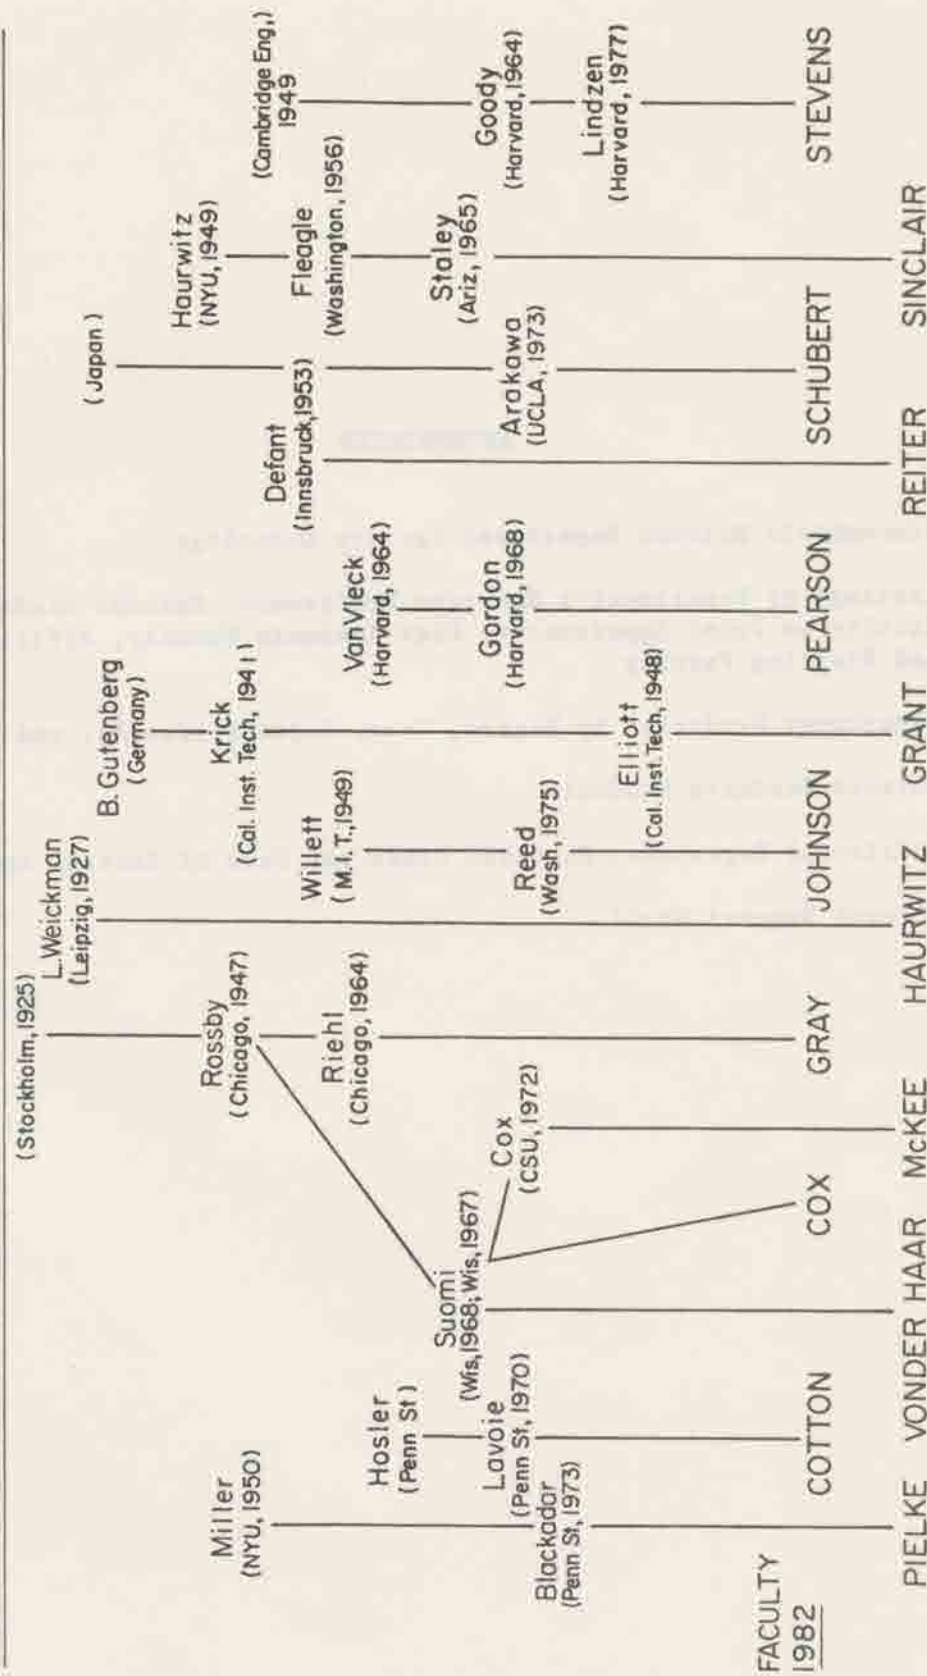 (Stockholm,1925)
L.Weickman
(Leipzig,1927)
B.Gutenberg
(Germany)
(Japan)
Miller
(NYU, 1950)
Rossby
(Chicago, 1947)
Krick
(Cal. Inst. Tech, 1941)
Haurwitz
(NYU, 1949)
Hosler
(Penn St)
Riehl
(Chicago, 1964)
Willett
(M.I.T., 1949)
VanVleck
(Harvard, 1964)
Defant
(Innsbruck,1953)
Fleagle
(Washington, 1956)
(Cambridge Eng,)
1949
Blackadar
(Penn St,1973)
Lavoie
(Penn St, 1970)
Suomi
(Wis,1968; Wis,1967)
Cox
(CSU, 1972)
Reed
(Wash, 1975)
Elliott
(Cal. Inst. Tech, 1948)
Gordon
(Harvard, 1968)
Arakawa
(UCLA, 1973)
Staley
(Ariz, 1965)
Goody
(Harvard, 1964)
Lindzen
(Harvard, 1977)
FACULTY
1982
COTTON COX GRAY JOHNSON PEARSON SCHUBERT STEVENS
PIELKE VONDER HAAR McKEE HAURWITZ GRANT REITER SINCLAIR